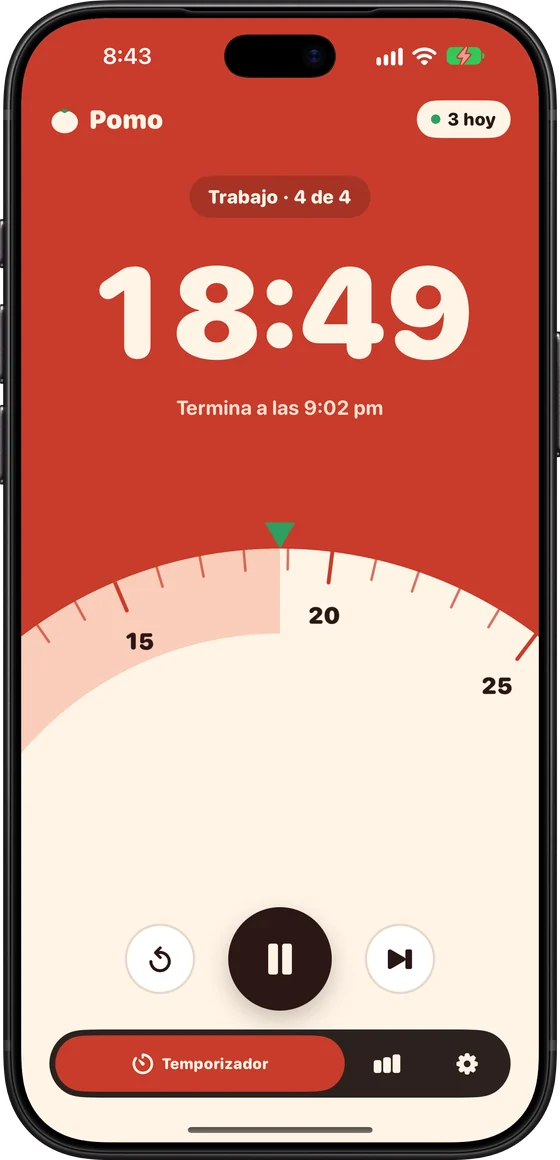 8:43
Pomo
3 hoy
Trabajo · 4 de 4
18:49
Termina a las 9:02 pm
20
15
25
Temporizador